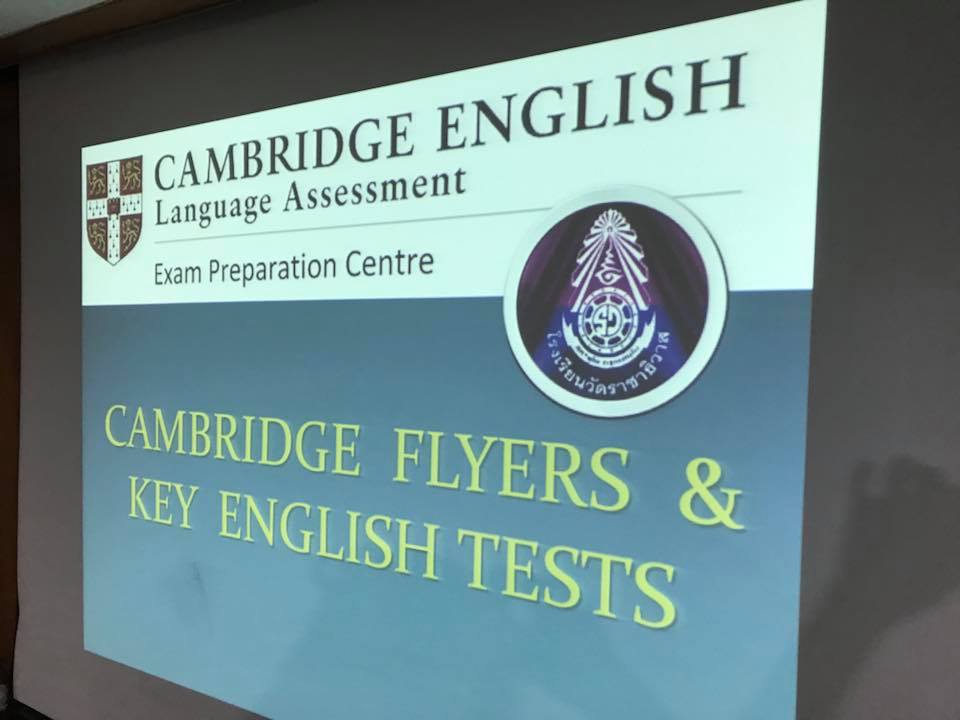 CAMBRIDGE ENGLISH
Language Assessment
Exam Preparation Centre
โรงเรียนวัดราชาธิวาส
CAMBRIDGE FLYERS &
KEY ENGLISH TESTS